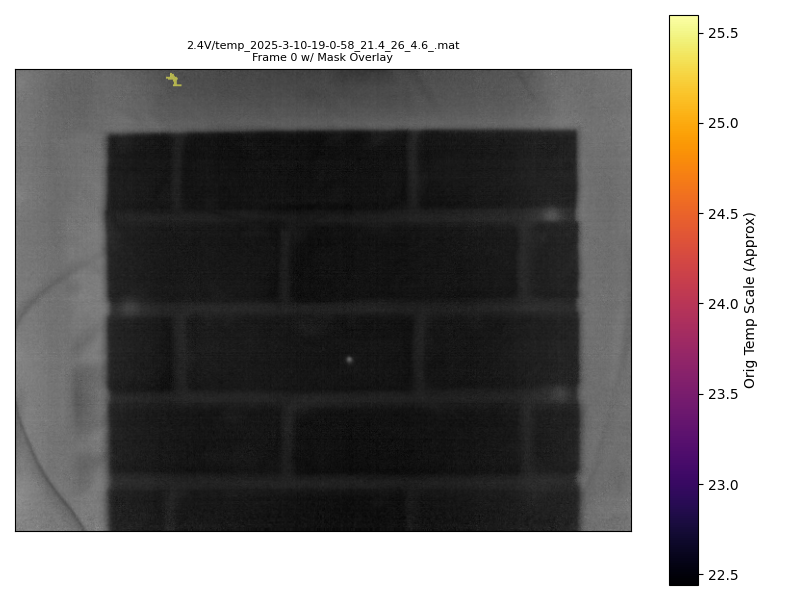 2.4V/temp_2025-3-10-19-0-58_21.4_26_4.6_.mat
Frame 0 w/ Mask Overlay
25.5
25.0
24.5
24.0
23.5
23.0
22.5
Orig Temp Scale (Approx)